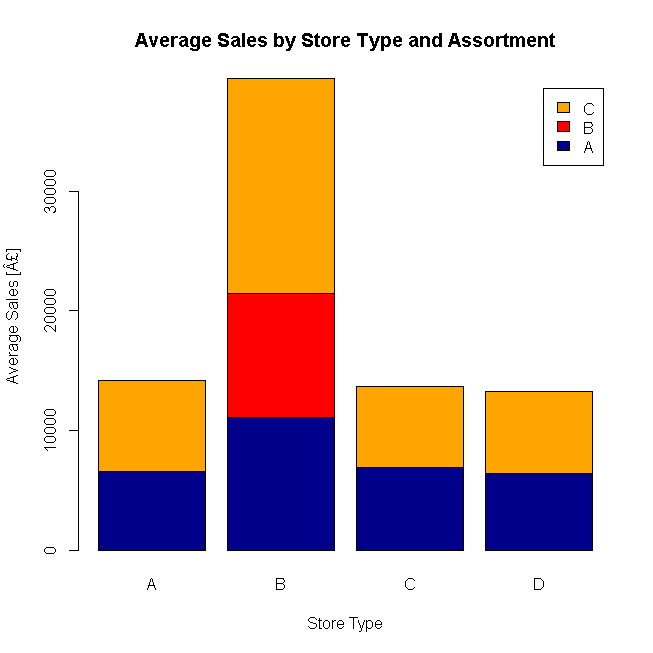 Average Sales by Store Type and Assortment
C
B
A
Average Sales [Â£]
30000
20000
10000
0
A B C D
Store Type